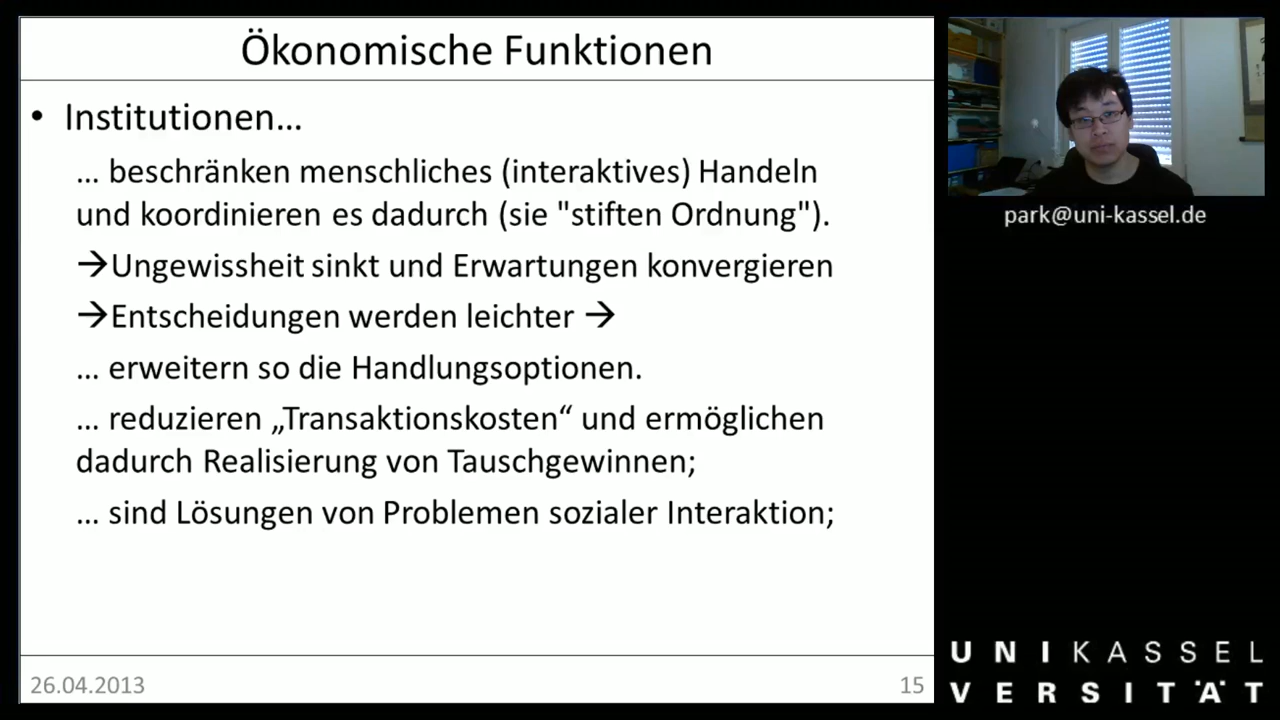 Ökonomische Funktionen
• Institutionen...
... beschränken menschliches (interaktives) Handeln
und koordinieren es dadurch (sie "stiften Ordnung").
→Ungewissheit sinkt und Erwartungen konvergieren
→Entscheidungen werden leichter →
... erweitern so die Handlungsoptionen.
... reduzieren „Transaktionskosten“ und ermöglichen
dadurch Realisierung von Tauschgewinnen;
... sind Lösungen von Problemen sozialer Interaktion;
26.04.2013
15
park@uni-kassel.de
UNIKASSEL
VERSITÄT